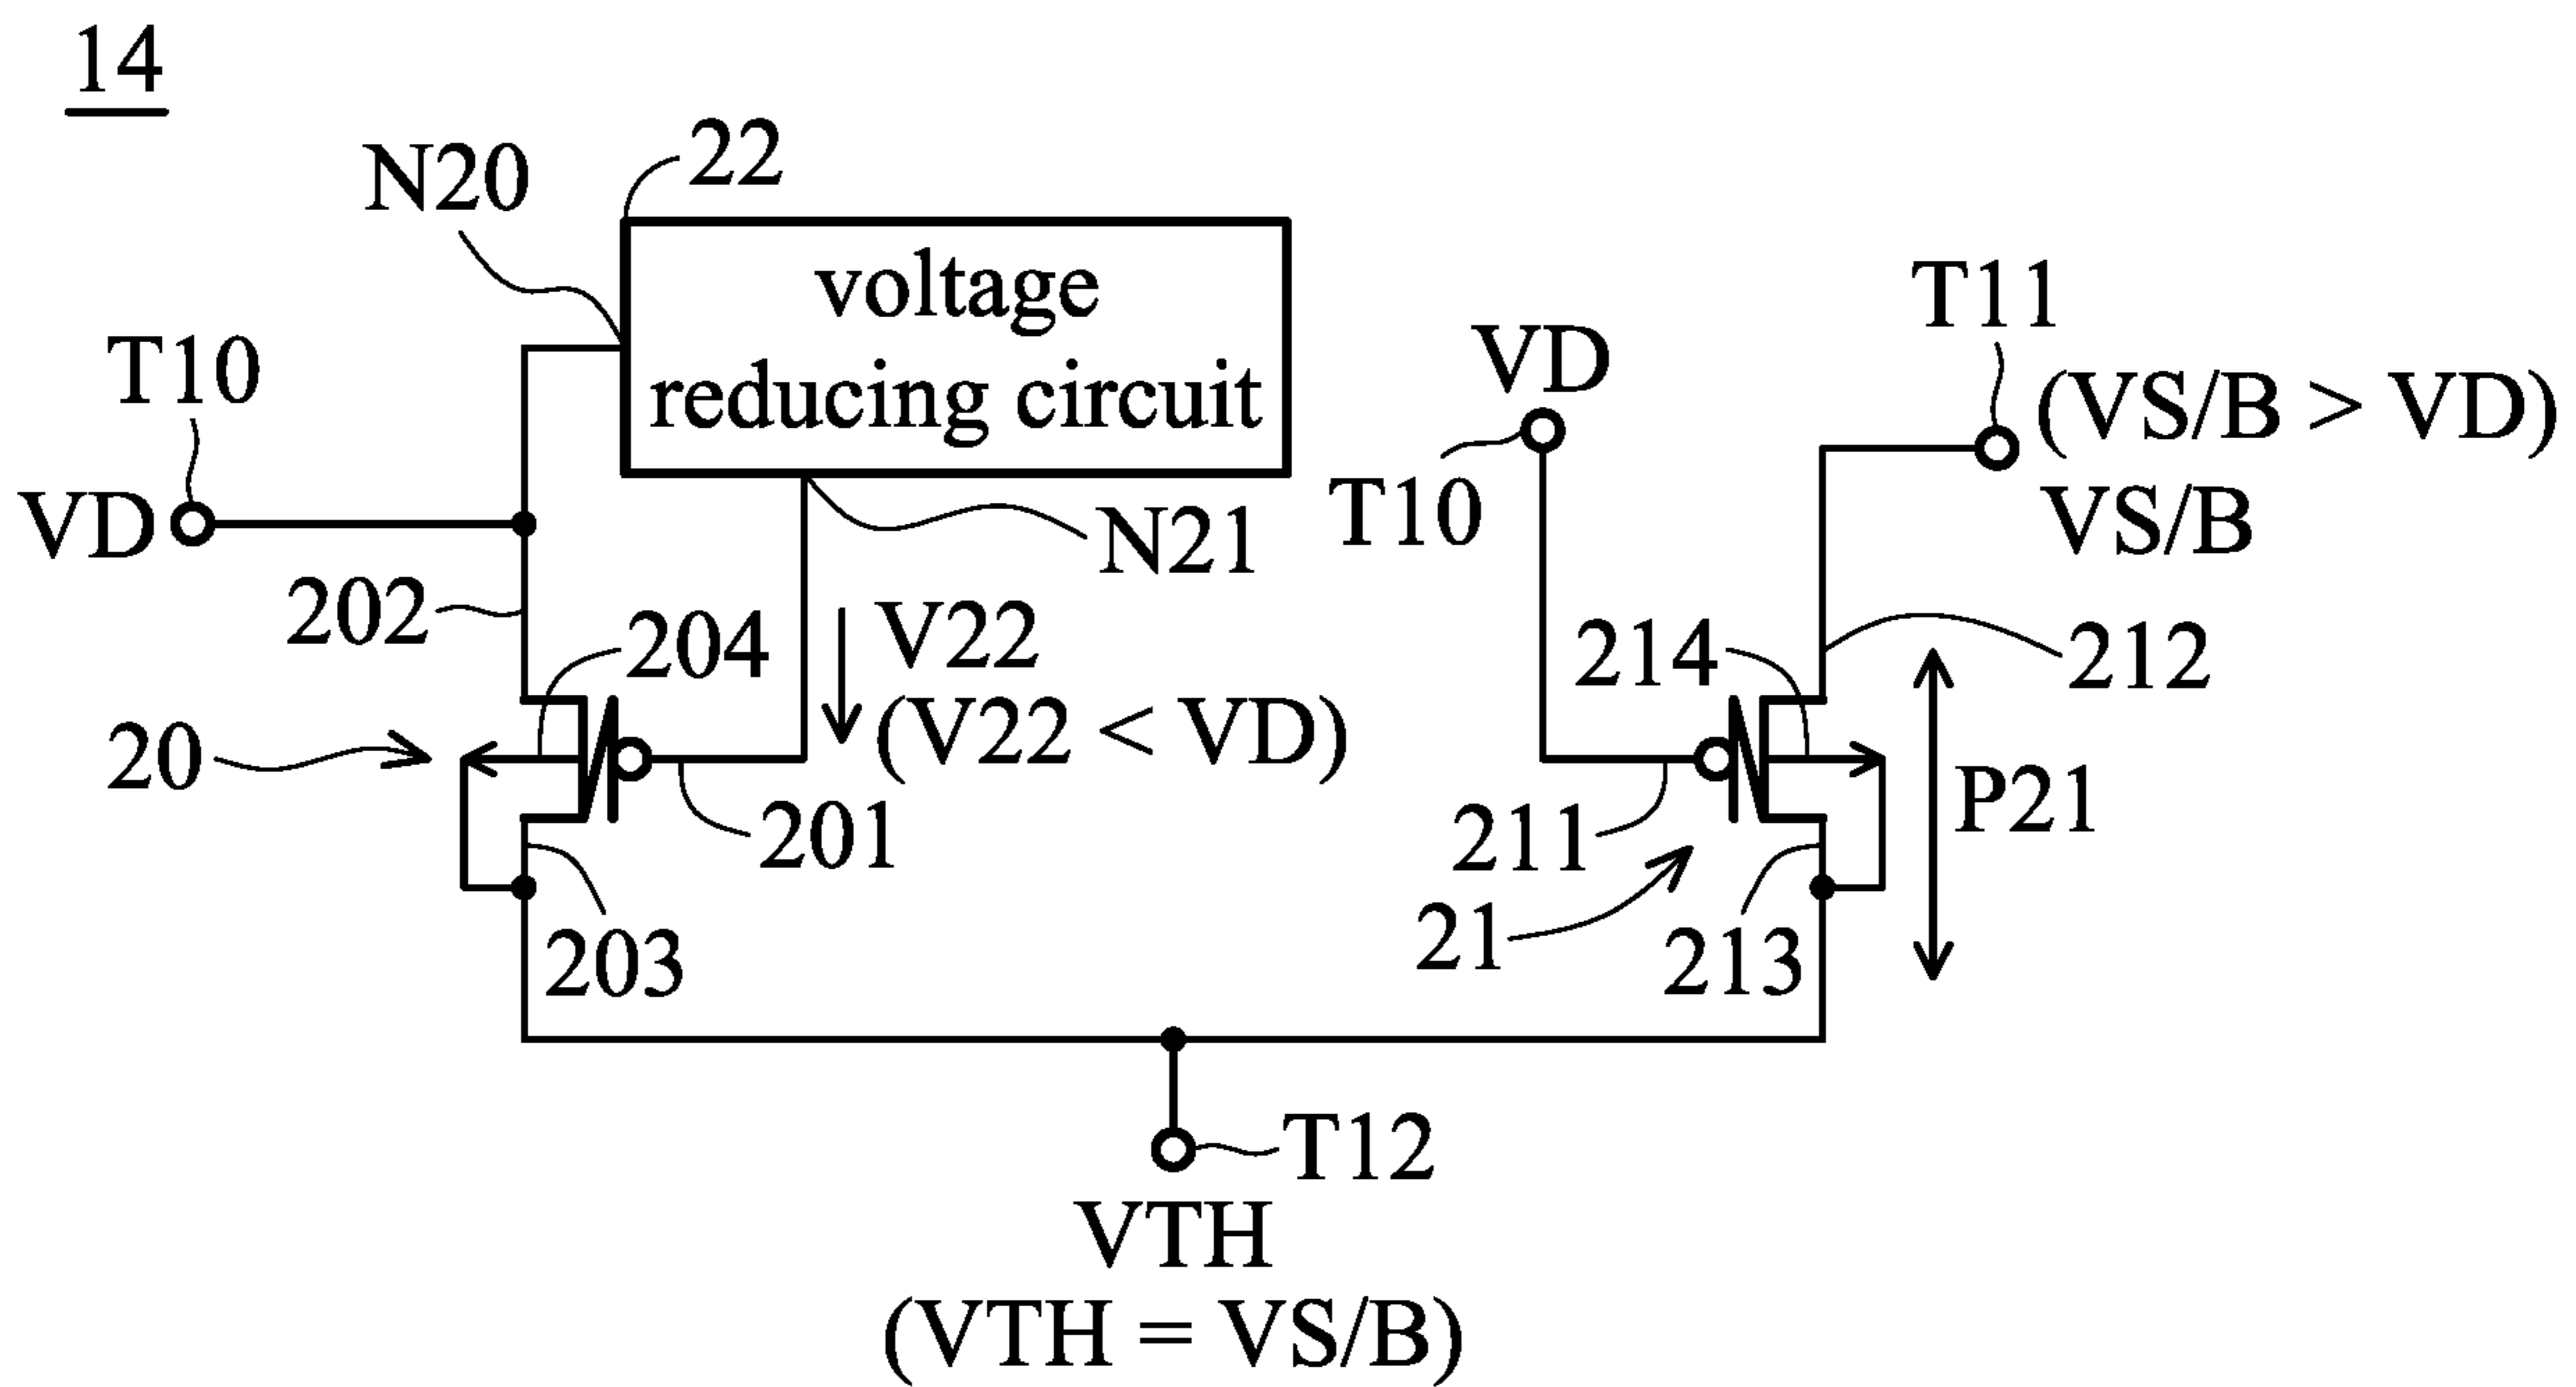 14
N20
22
voltage
reducing circuit
T10
VD
N21
VD
T10
T11
(VS/B > VD)
VS/B
202
204
V22
(V22 < VD)
20
201
203
214
212
211
21
213
P21
T12
VTH
(VTH = VS/B)